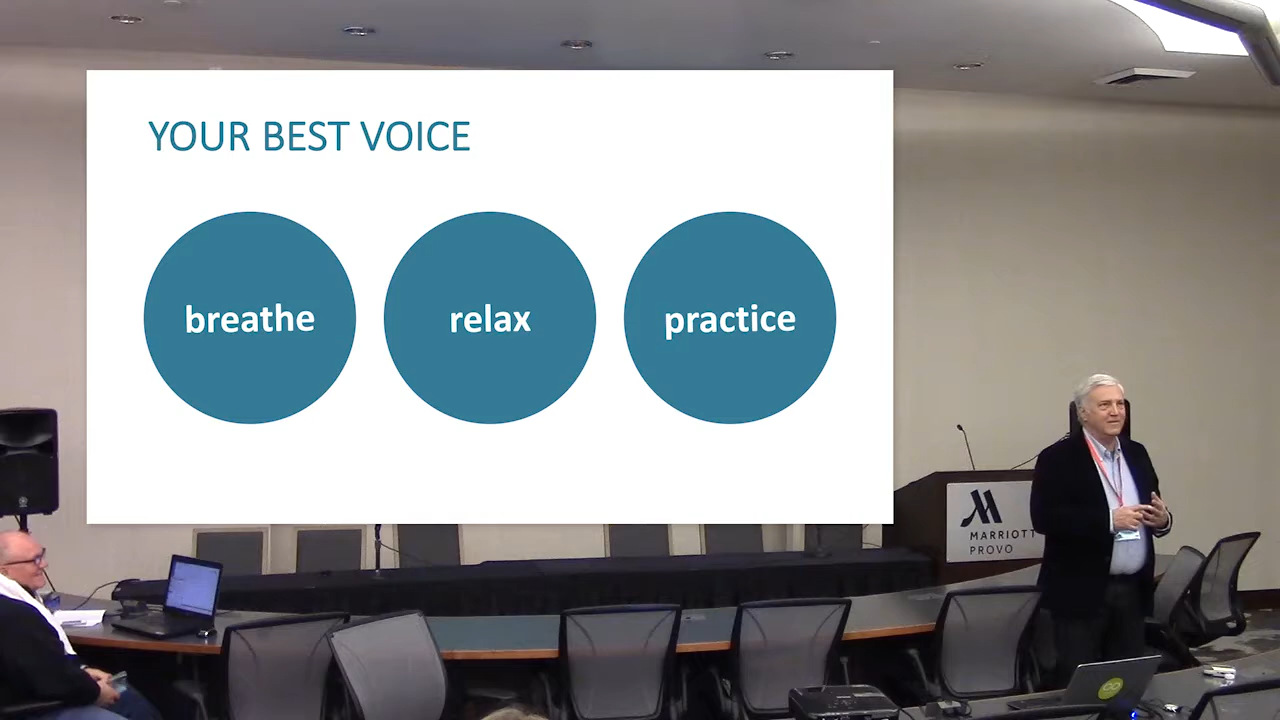 YOUR BEST VOICE
breathe
relax
practice
MARRIOTT
PROVO